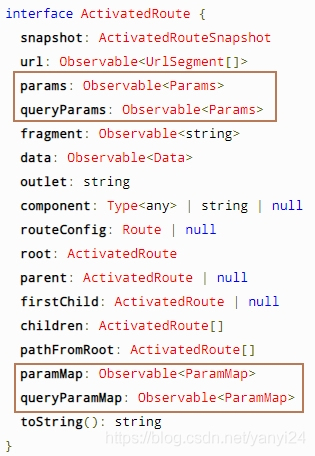 interface ActivatedRoute {
snapshot: ActivatedRouteSnapshot
url: Observable<UrlSegment[]>
params: Observable<Params>
queryParams: Observable<Params>
fragment: Observable<string>
data: Observable<Data>
outlet: string
component: Type<any> | string | null
routeConfig: Route | null
root: ActivatedRoute
parent: ActivatedRoute | null
firstChild: ActivatedRoute | null
children: ActivatedRoute[]
pathFromRoot: ActivatedRoute[]
paramMap: Observable<ParamMap>
queryParamMap: Observable<ParamMap>
toString(): string
https://blog.csdn.net/yanyi24
}